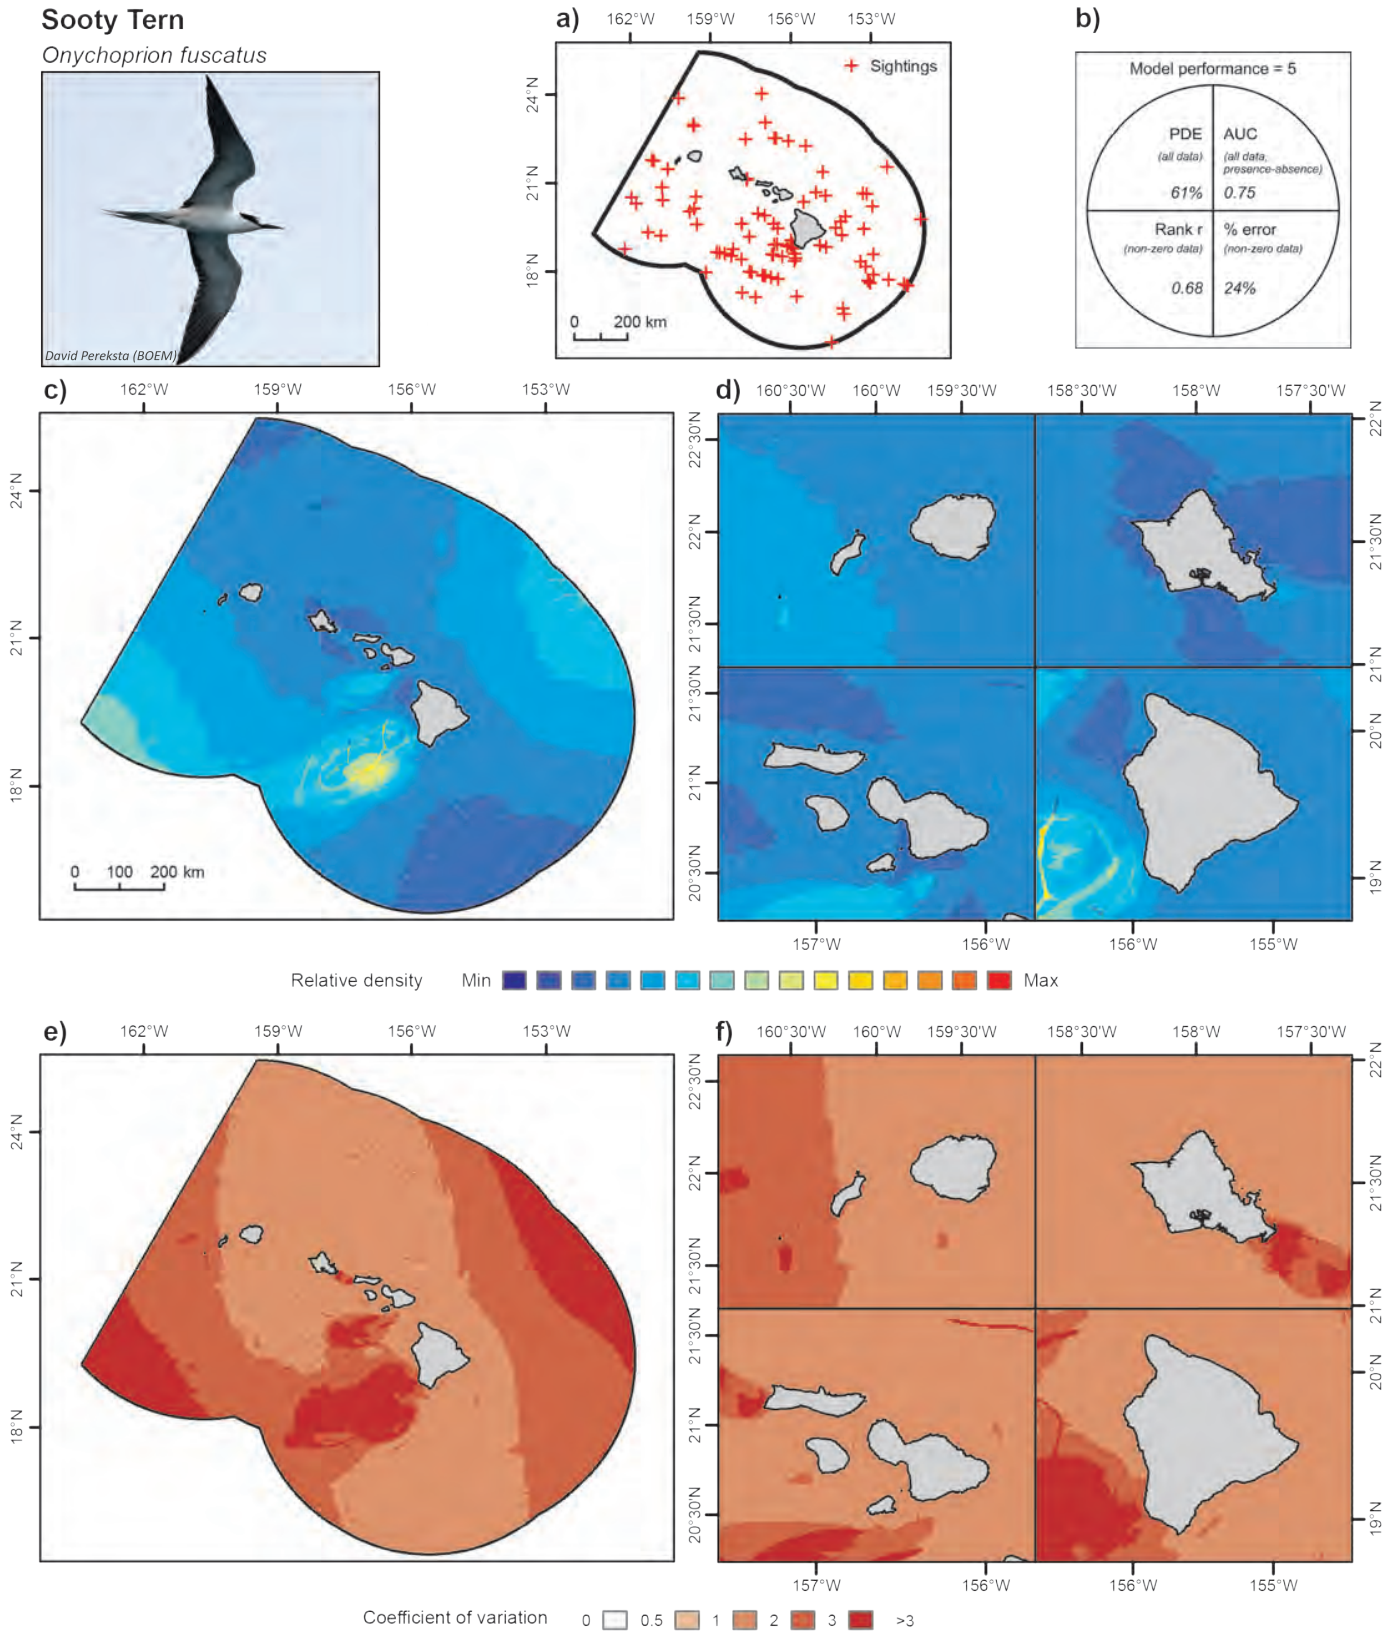 Sooty Tern
Onychoprion fuscatus
David Pereksta (BOEM)
a)
162°W 159°W 156°W 153°W
24°N
21°N
18°N
Sightings
0 200 km
b)
Model performance = 5
PDE
(all data)
61%
AUC
(all data,
presence-absence)
0.75
Rank r
(non-zero data)
0.68
% error
(non-zero data)
24%
c)
162°W 159°W 156°W 153°W
24°N
21°N
18°N
0 100 200 km
d)
160°30'W 160°W 159°30'W 158°30'W 158°W 157°30'W
22°30'N
22°N
21°30'N
22°N
21°30'N
21°N
21°30'N
21°N
20°30'N
20°N
19°N
157°W 156°W 156°W 155°W
Relative density Min Max
e)
162°W 159°W 156°W 153°W
24°N
21°N
18°N
f)
160°30'W 160°W 159°30'W 158°30'W 158°W 157°30'W
22°30'N
22°N
21°30'N
22°N
21°30'N
21°N
21°30'N
21°N
20°30'N
20°N
19°N
157°W 156°W 156°W 155°W
Coefficient of variation 0 0.5 1 2 3 >3